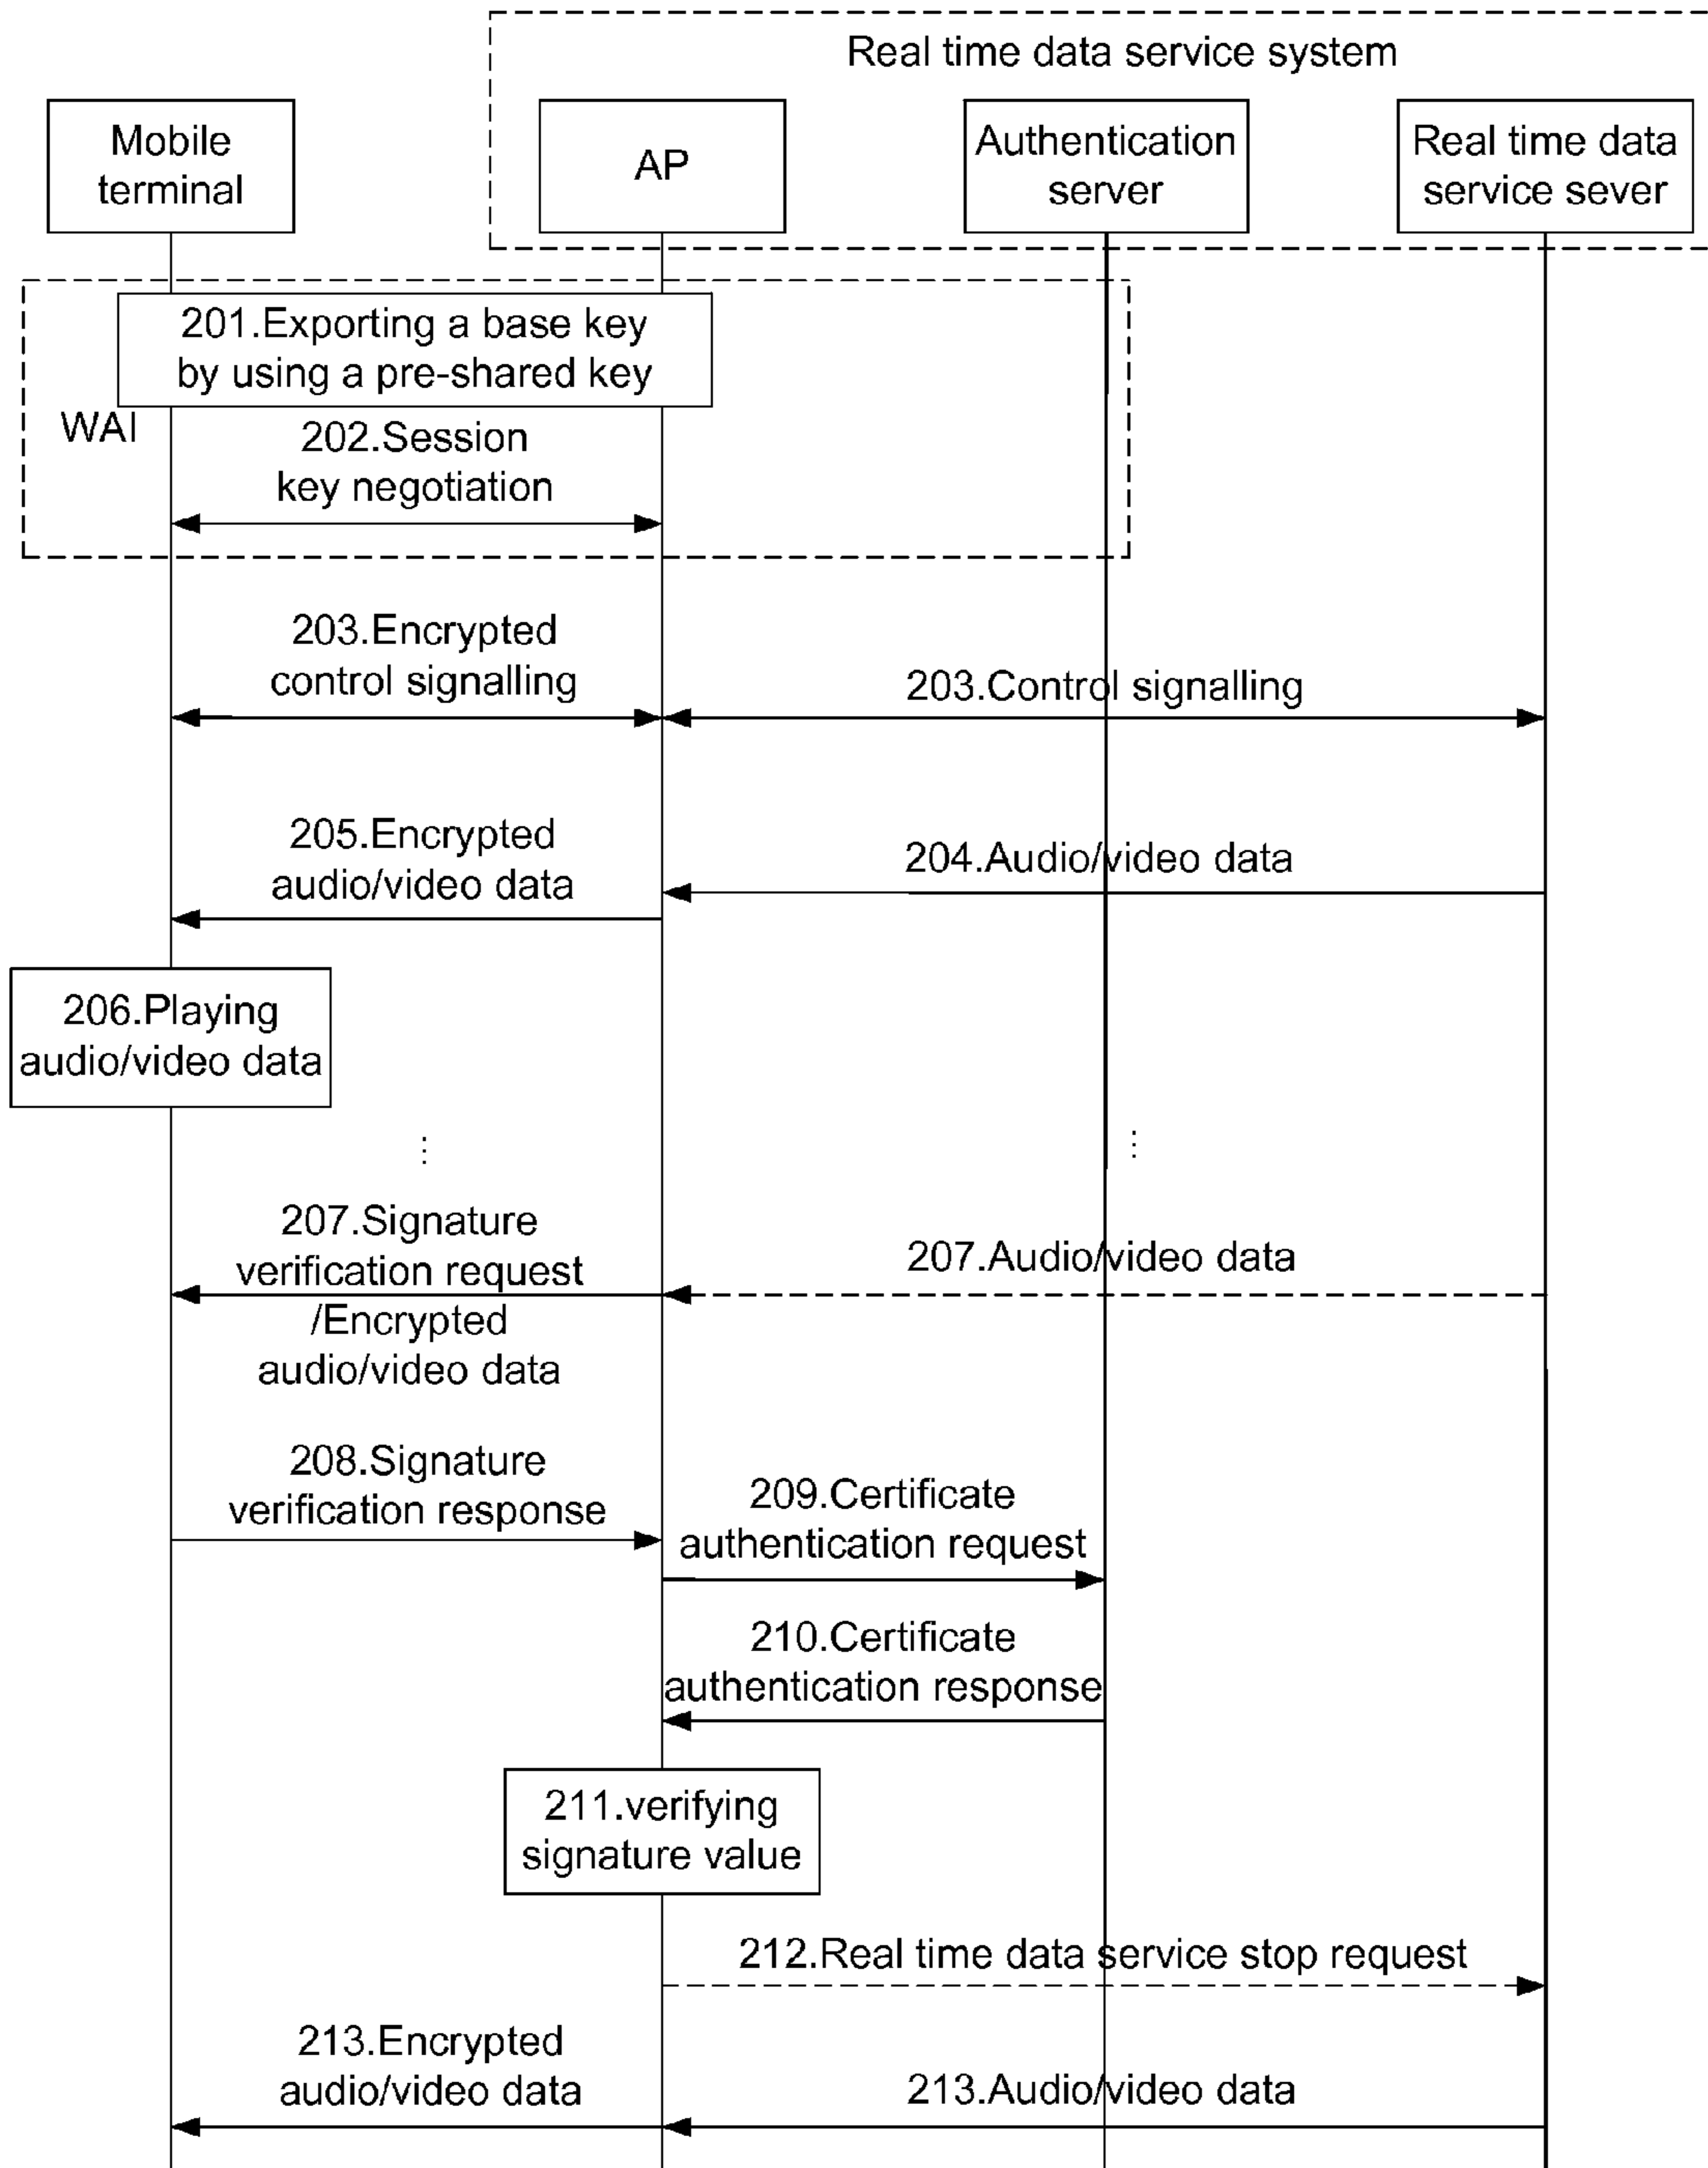 Real time data service system
Mobile
terminal
AP
Authentication
server
Real time data
service sever
201.Exporting a base key
by using a pre-shared key
WAI
202.Session
key negotiation
203.Encrypted
control signalling
203.Control signalling
205.Encrypted
audio/video data
204.Audio/video data
206.Playing
audio/video data
207.Signature
verification request
/Encrypted
audio/video data
207.Audio/video data
208.Signature
verification response
209.Certificate
authentication request
210.Certificate
authentication response
211.verifying
signature value
212.Real time data service stop request
213.Encrypted
audio/video data
213.Audio/video data